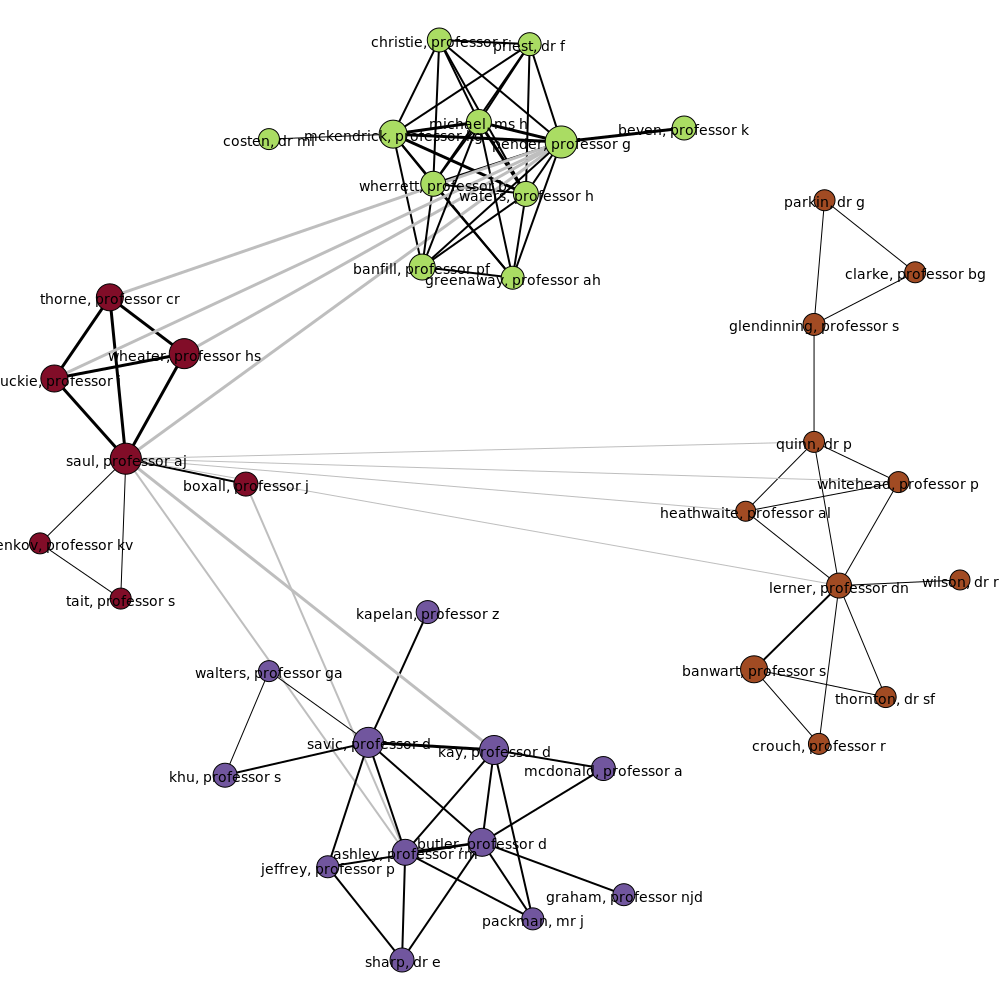 christie, professor r
priest, dr f
michael, ms h
beven, professor k
costen, dr mr
mckendrick, professor
pender, professor g
wherrett, professor b
waters, professor h
parkin, dr g
banfill, professor pf
greenaway, professor ah
clarke, professor bg
thorne, professor cr
glendinning, professor s
wheater, professor hs
uckie, professor
quinn, dr p
saul, professor aj
boxall, professor j
whitehead, professor p
heathwaite, professor al
enkov, professor kv
wilson, dr r
lerner, professor dn
tait, professor s
kapelan, professor z
walters, professor ga
banwart, professor s
thornton, dr sf
savic, professor d
kay, professor d
crouch, professor r
mcdonald, professor a
khu, professor s
butler, professor d
ashley, professor rm
jeffrey, professor p
graham, professor njd
packman, mr j
sharp, dr e